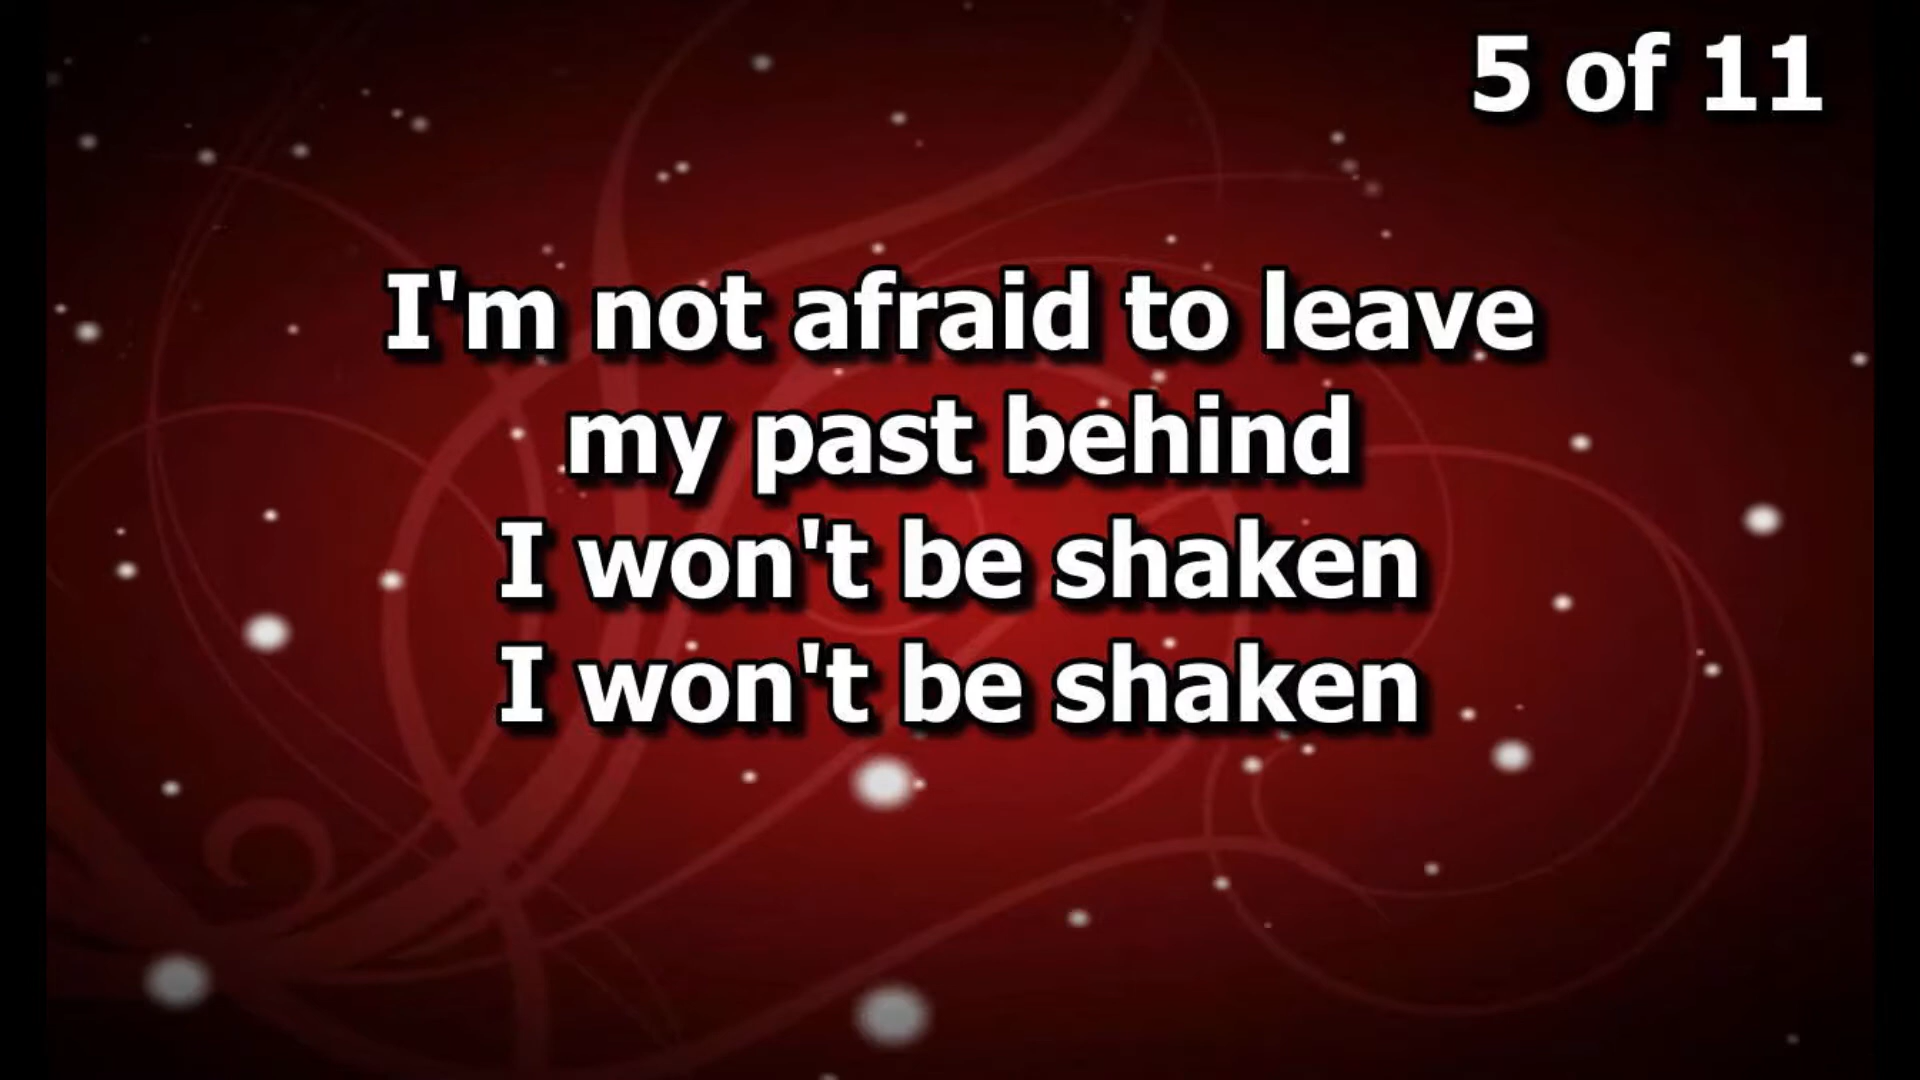 5 of 11
I'm not afraid to leave
my past behind
I won't be shaken
I won't be shaken